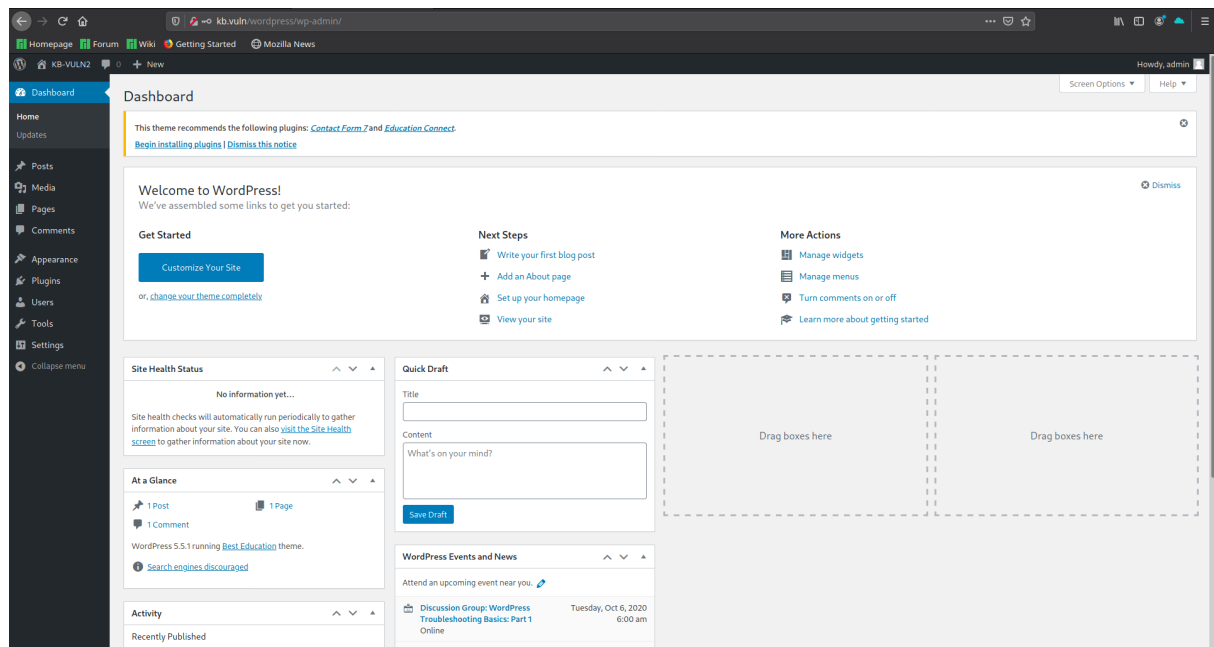 kb.vuln/wordpress/wp-admin/
Homepage Forum Wiki Getting Started Mozilla News
KB-VULN2 0 + New Howdy, admin
Screen Options ▼ Help ▼
Dashboard
Home
Updates
Posts
Media
Pages
Comments
Appearance
Plugins
Users
Tools
Settings
Collapse menu
Dashboard
This theme recommends the following plugins: Contact Form 7 and Education Connect.
Begin installing plugins | Dismiss this notice
Welcome to WordPress!
Dismiss
We've assembled some links to get you started:
Get Started
Customize Your Site
or, change your theme completely
Next Steps
Write your first blog post
Add an About page
Set up your homepage
View your site
More Actions
Manage widgets
Manage menus
Turn comments on or off
Learn more about getting started
Site Health Status
No information yet...
Site health checks will automatically run periodically to gather
information about your site. You can also visit the Site Health
screen to gather information about your site now.
At a Glance
1 Post 1 Page
1 Comment
WordPress 5.5.1 running Best Education theme.
Search engines discouraged
Activity
Recently Published
Quick Draft
Title
Content
What's on your mind?
Save Draft
WordPress Events and News
Attend an upcoming event near you.
Discussion Group: WordPress Tuesday, Oct 6, 2020
Troubleshooting Basics: Part 1 6:00 am
Online
Drag boxes here
Drag boxes here